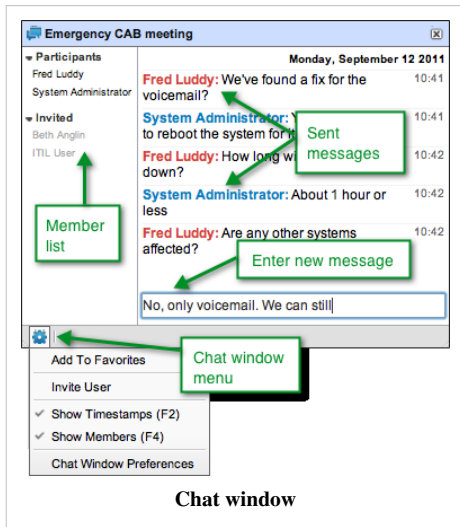 Emergency CAB meeting
Participants
Fred Luddy
System Administrator
Invited
Beth Anglin
ITIL User
Monday, September 12 2011
Fred Luddy: We've found a fix for the 10:41
voicemail?
System Administrator: 10:41
to reboot the system for
Fred Luddy: How long 10:42
down?
System Administrator: About 1 hour or 10:42
less
Fred Luddy: Are any other systems 10:42
affected?
No, only voicemail. We can still
Sent
messages
Member
list
Enter new message
Chat window
menu
Add To Favorites
Invite User
Show Timestamps (F2)
Show Members (F4)
Chat Window Preferences
Chat window